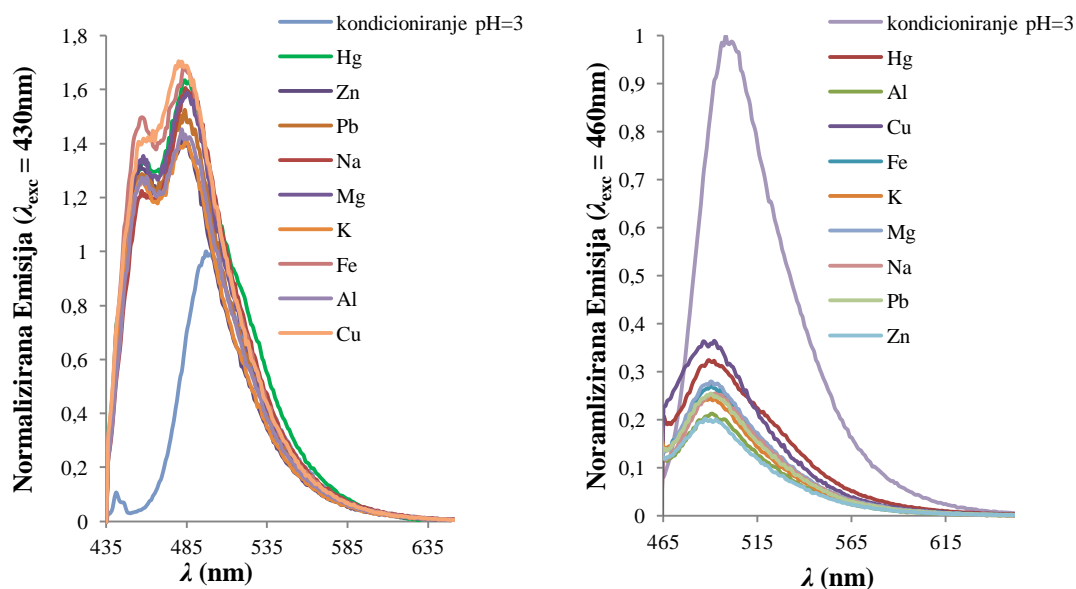 Normalizirana Emisija (λexc = 430nm)
1,8
1,6
1,4
1,2
1
0,8
0,6
0,4
0,2
0
435 485 535 585 635
λ (nm)
kondicioniranje pH=3
Hg
Zn
Pb
Na
Mg
K
Fe
Al
Cu
Noramlizirana Emisija (λexc = 460nm)
1
0,9
0,8
0,7
0,6
0,5
0,4
0,3
0,2
0,1
0
465 515 565 615
λ (nm)
kondicioniranje pH=3
Hg
Al
Cu
Fe
K
Mg
Na
Pb
Zn